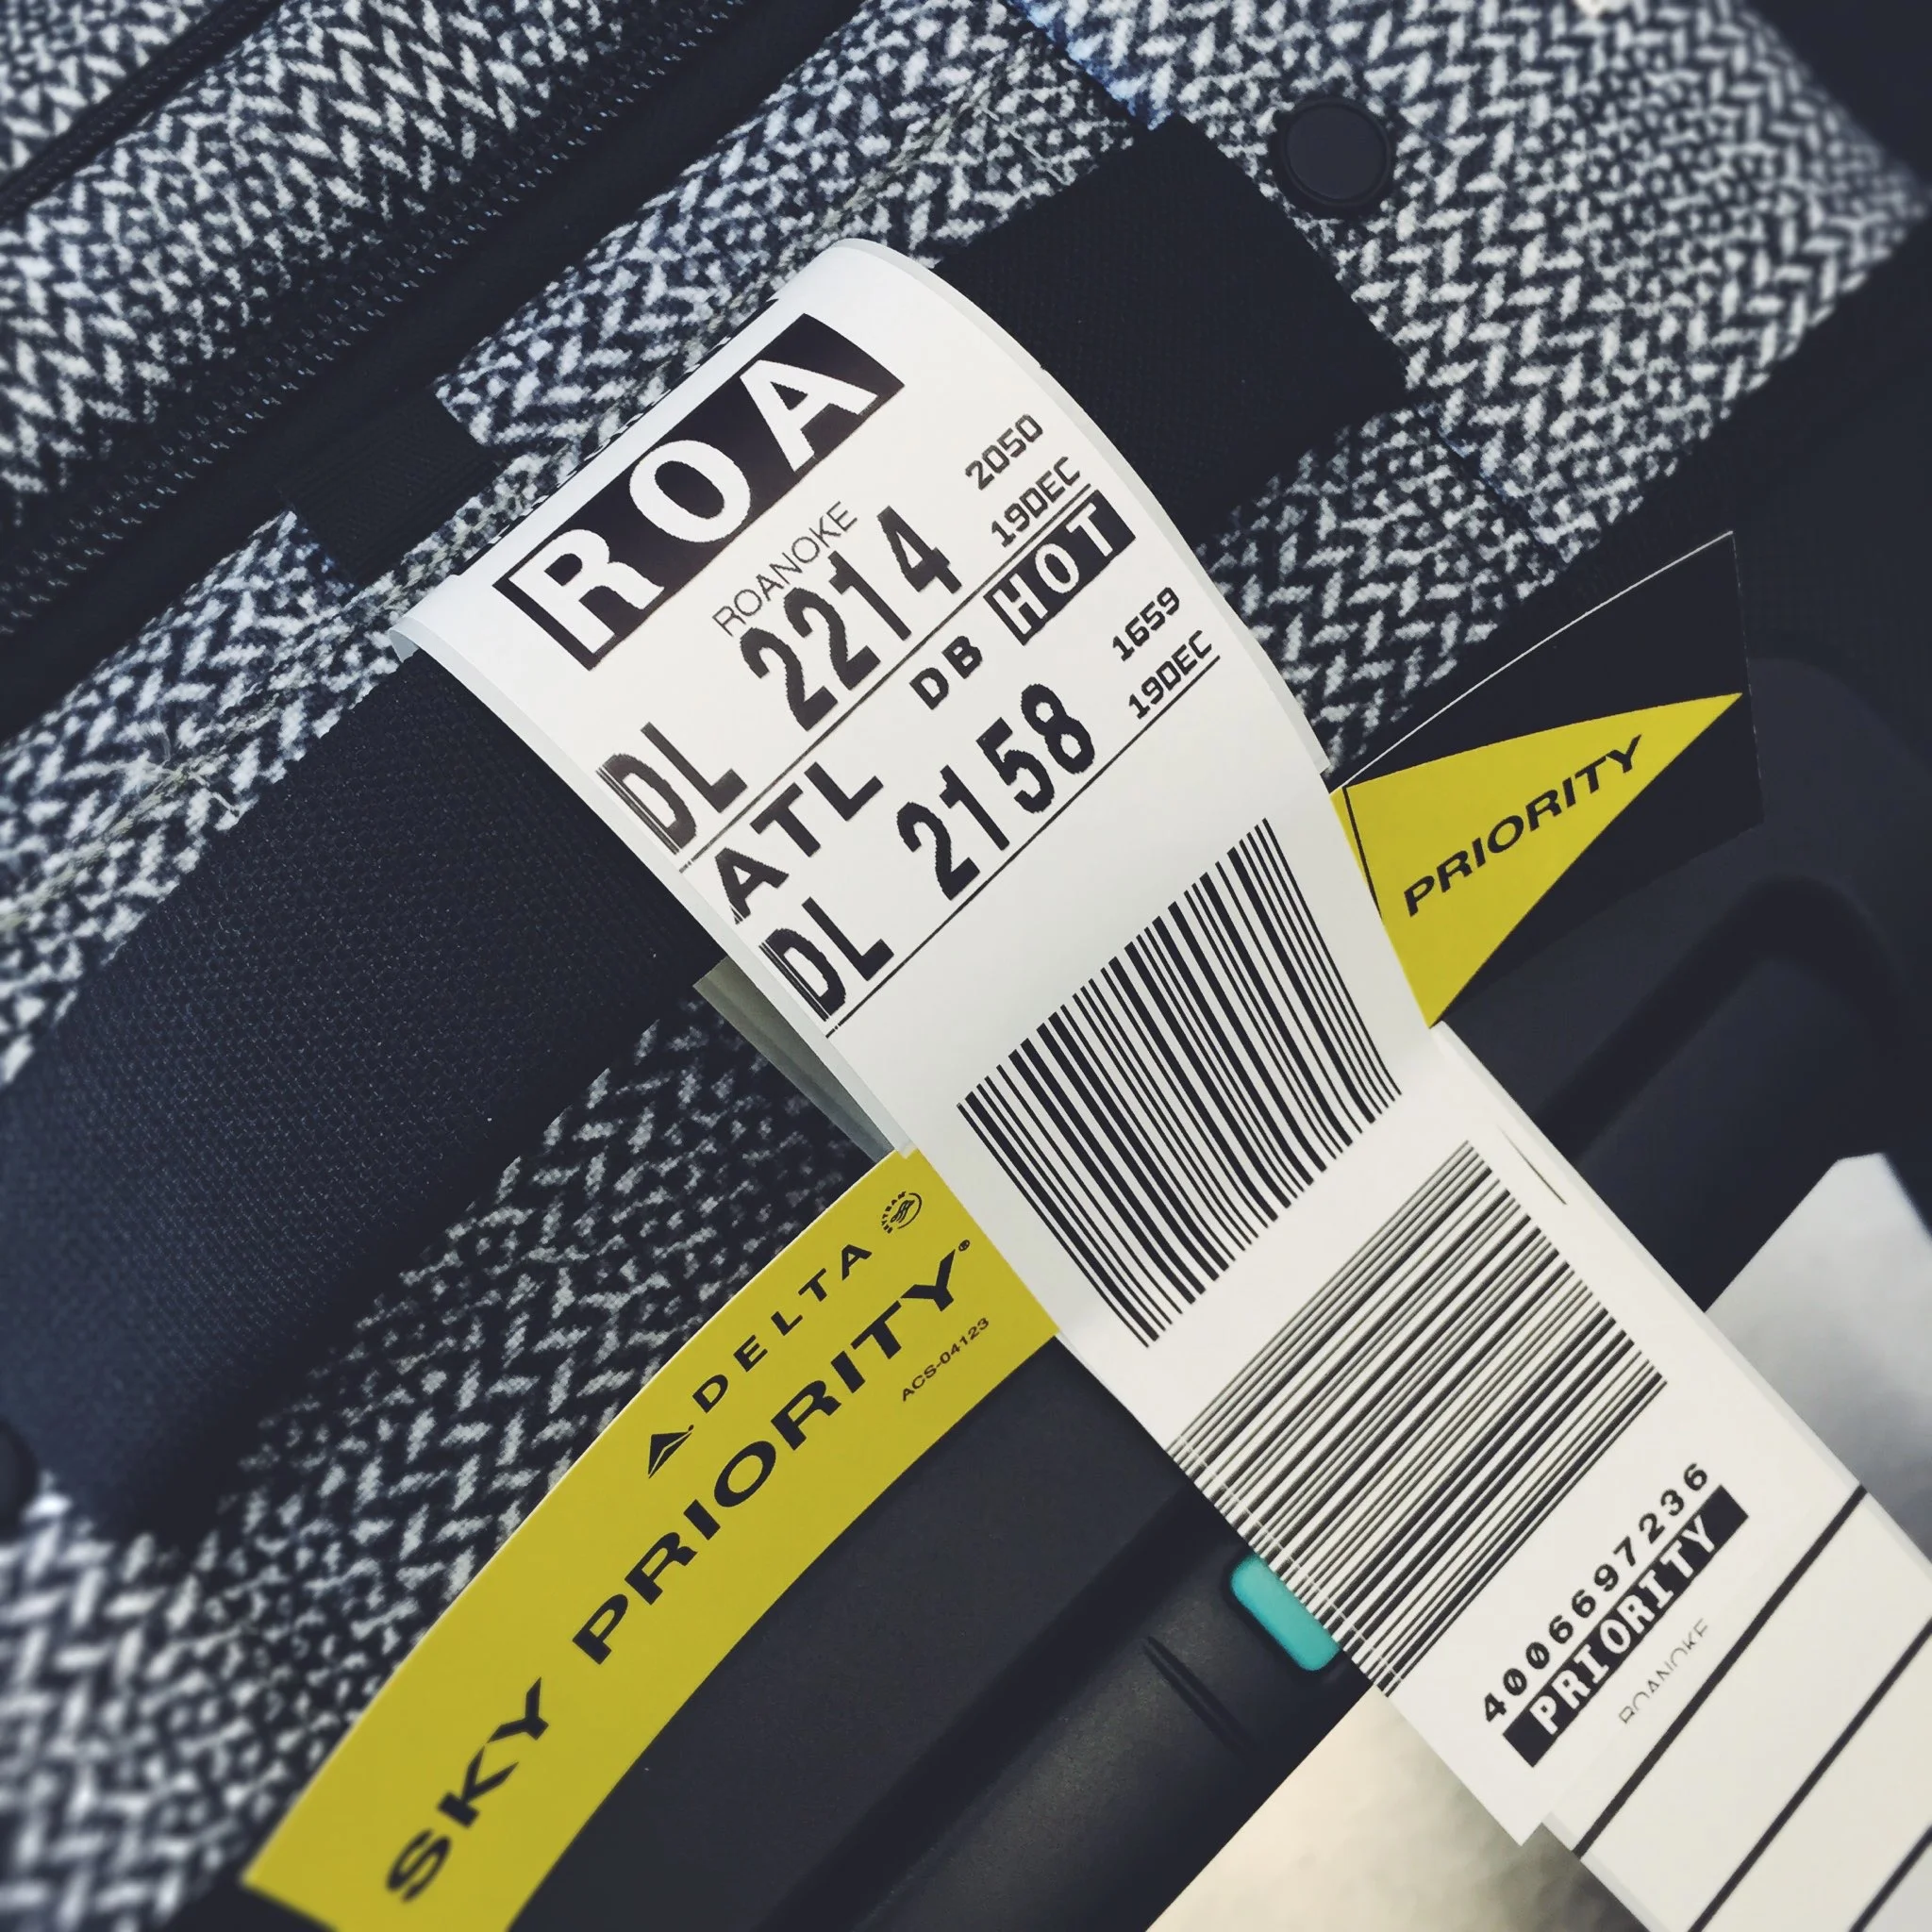 ROA
ROANOKE
DL 2214 2050 19DEC
ATL DB HOT
DL 2158 1659 19DEC
4006697236
PRIORITY
ROANOKE
PRIORITY
DELTA
SKY PRIORITY®
ACS-04123